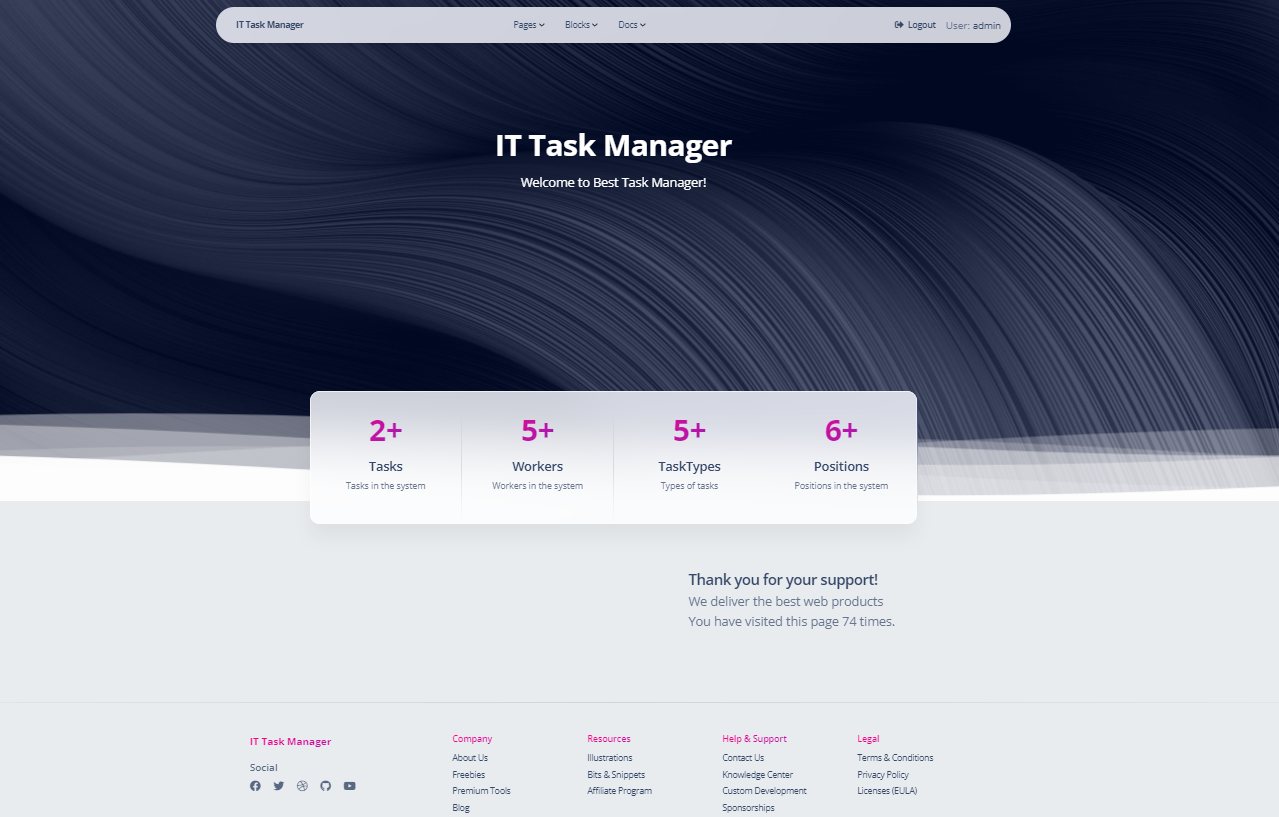 IT Task Manager
Pages
Blocks
Docs
Logout
User: admin
IT Task Manager
Welcome to Best Task Manager!
2+
Tasks
Tasks in the system
5+
Workers
Workers in the system
5+
TaskTypes
Types of tasks
6+
Positions
Positions in the system
Thank you for your support!
We deliver the best web products
You have visited this page 74 times.
IT Task Manager
Social
Company
About Us
Freebies
Premium Tools
Blog
Resources
Illustrations
Bits & Snippets
Affiliate Program
Help & Support
Contact Us
Knowledge Center
Custom Development
Sponsorships
Legal
Terms & Conditions
Privacy Policy
Licenses (EULA)